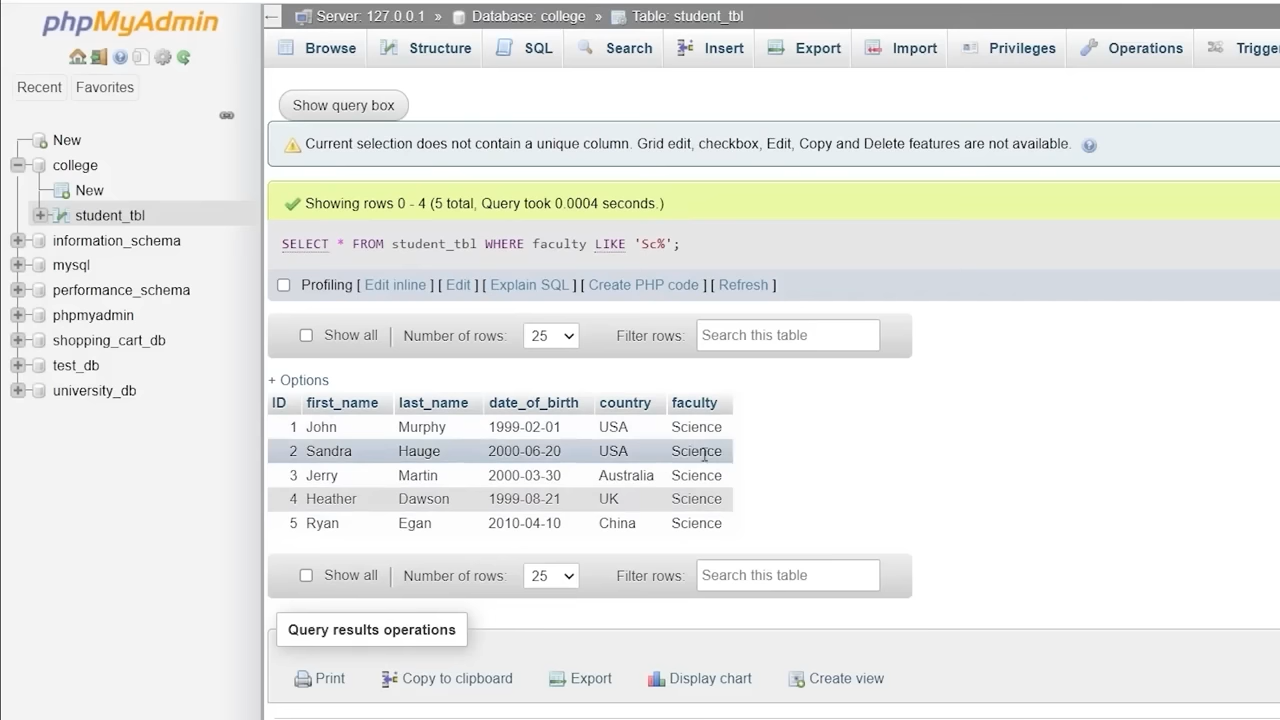 phpMyAdmin
Recent Favorites
New
college
New
student_tbl
information_schema
mysql
performance_schema
phpmyadmin
shopping_cart_db
test_db
university_db
Server: 127.0.0.1 » Database: college » Table: student_tbl
Browse Structure SQL Search Insert Export Import Privileges Operations Trigge
Show query box
Current selection does not contain a unique column. Grid edit, checkbox, Edit, Copy and Delete features are not available.
Showing rows 0 - 4 (5 total, Query took 0.0004 seconds.)
SELECT * FROM student_tbl WHERE faculty LIKE 'Sc%';
Profiling [ Edit inline ] [ Edit ] [ Explain SQL ] [ Create PHP code ] [ Refresh ]
Show all | Number of rows: 25 Filter rows: Search this table
+ Options
ID first_name last_name date_of_birth country faculty
1 John Murphy 1999-02-01 USA Science
2 Sandra Hauge 2000-06-20 USA Science
3 Jerry Martin 2000-03-30 Australia Science
4 Heather Dawson 1999-08-21 UK Science
5 Ryan Egan 2010-04-10 China Science
Show all | Number of rows: 25 Filter rows: Search this table
Query results operations
Print Copy to clipboard Export Display chart Create view